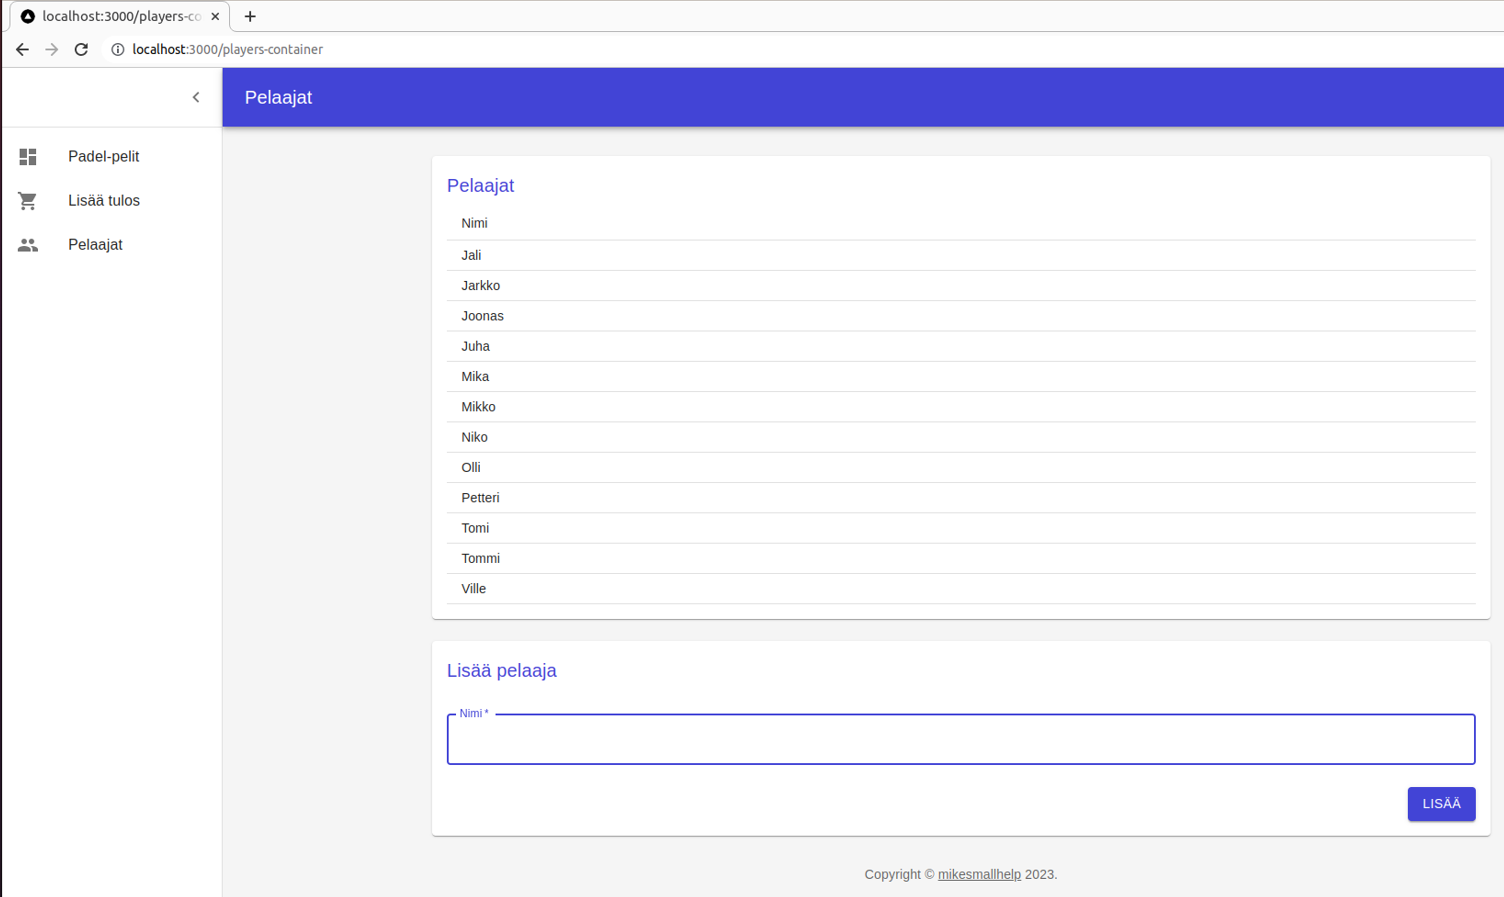 localhost:3000/players-co
localhost:3000/players-container
Pelaajat
Padel-pelit
Lisää tulos
Pelaajat
Pelaajat
Nimi
Jali
Jarkko
Joonas
Juha
Mika
Mikko
Niko
Olli
Petteri
Tomi
Tommi
Ville
Lisää pelaaja
Nimi *
LISÄÄ
Copyright © mikesmallhelp 2023.